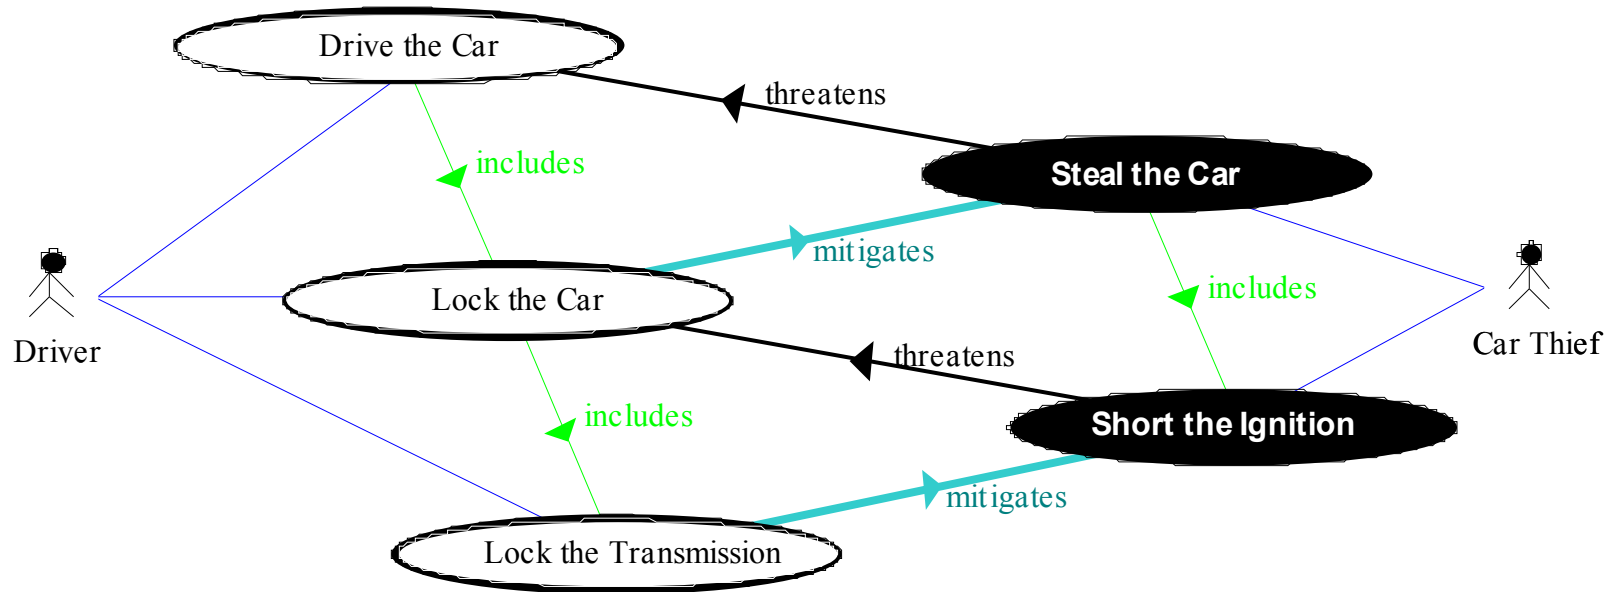 Drive the Car
threatens
includes
Steal the Car
mitigates
includes
Lock the Car
Driver
Car Thief
threatens
includes
Short the Ignition
mitigates
Lock the Transmission